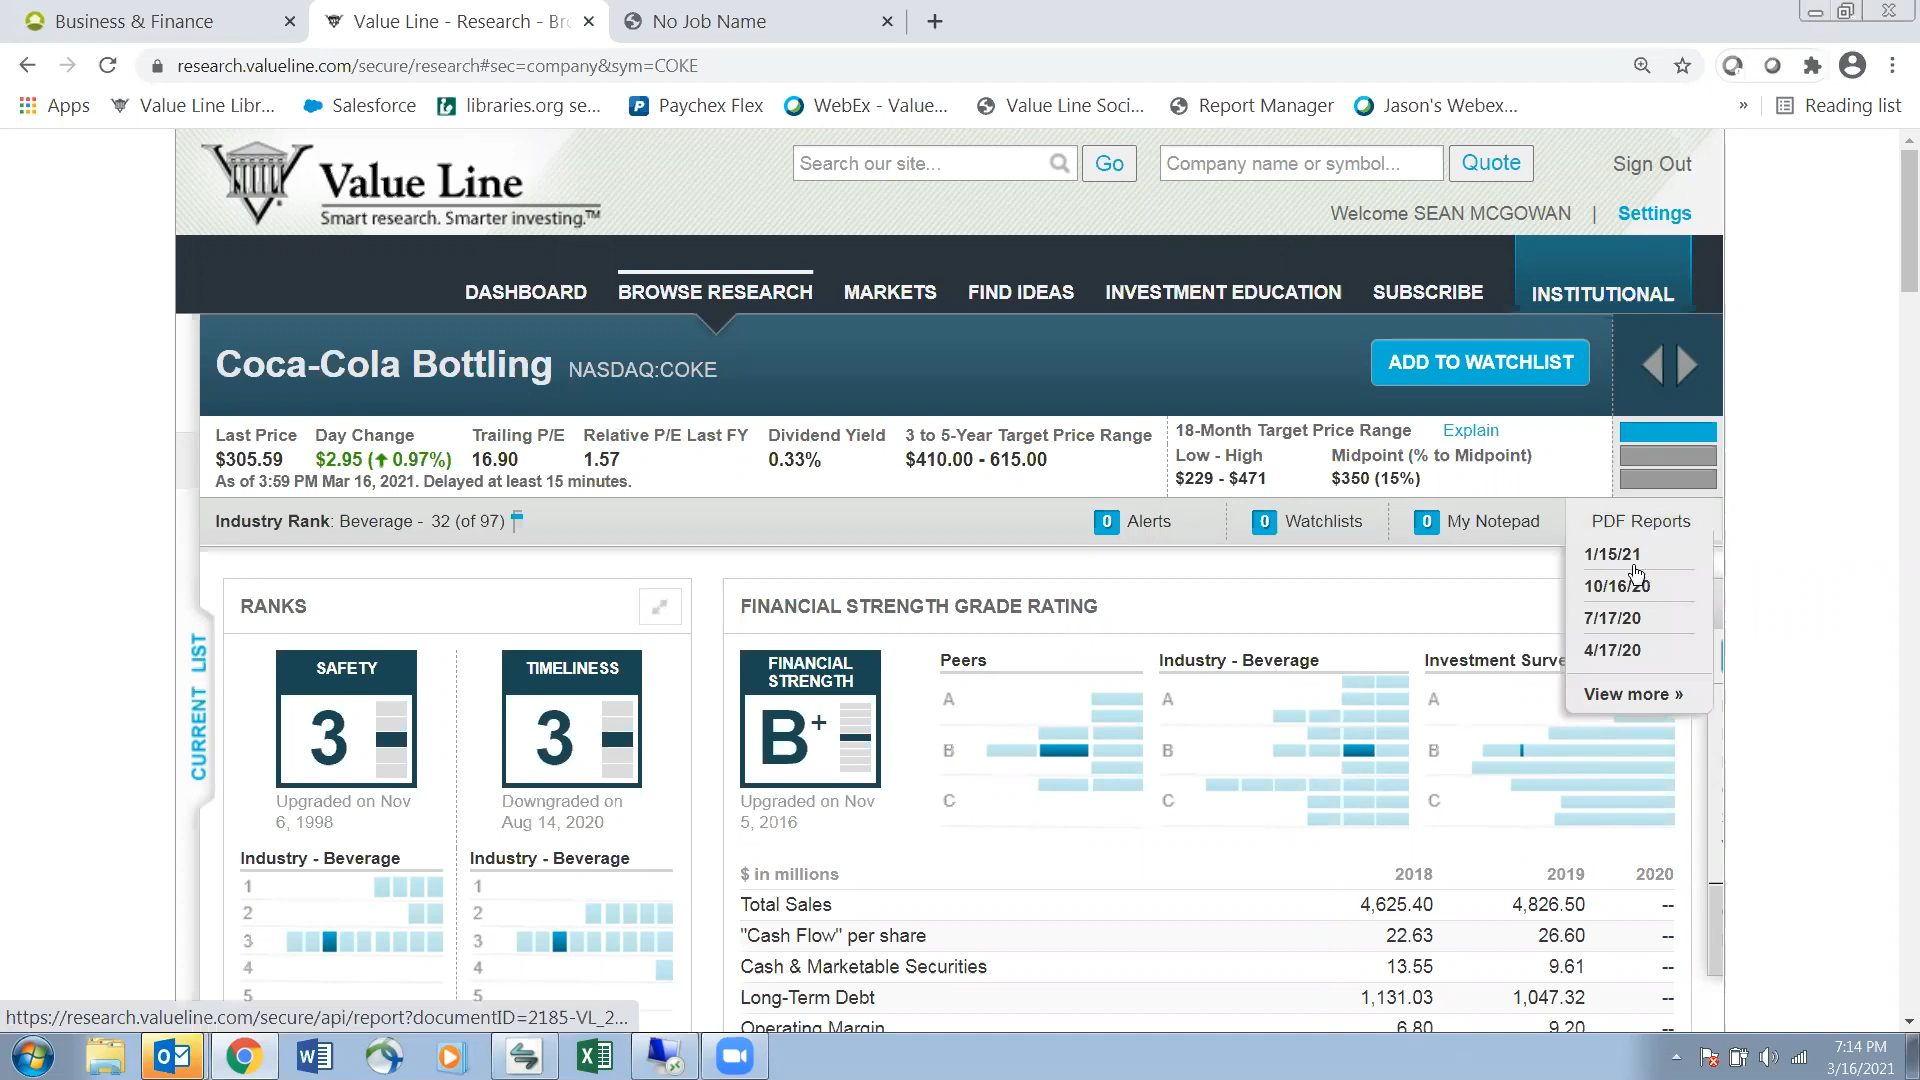 Business & Finance
Value Line - Research - Bro
No Job Name
research.valueline.com/secure/research#sec=company&sym=COKE
Apps
Value Line Libr...
Salesforce
libraries.org se...
Paychex Flex
WebEx - Value...
Value Line Soci...
Report Manager
Jason's Webex...
»
Reading list
Value Line
Smart research. Smarter investing.™
Search our site...
Go
Company name or symbol...
Quote
Sign Out
Welcome SEAN MCGOWAN | Settings
DASHBOARD
BROWSE RESEARCH
MARKETS
FIND IDEAS
INVESTMENT EDUCATION
SUBSCRIBE
INSTITUTIONAL
Coca-Cola Bottling NASDAQ:COKE
ADD TO WATCHLIST
Last Price Day Change Trailing P/E Relative P/E Last FY Dividend Yield 3 to 5-Year Target Price Range
$305.59 $2.95 (↑ 0.97%) 16.90 1.57 0.33% $410.00 - 615.00
As of 3:59 PM Mar 16, 2021. Delayed at least 15 minutes.
18-Month Target Price Range Explain
Low - High Midpoint (% to Midpoint)
$229 - $471 $350 (15%)
Industry Rank: Beverage - 32 (of 97)
0 Alerts
0 Watchlists
0 My Notepad
PDF Reports
1/15/21
10/16/20
7/17/20
4/17/20
View more »
CURRENT LIST
RANKS
SAFETY
3
Upgraded on Nov
6, 1998
TIMELINESS
3
Downgraded on
Aug 14, 2020
Industry - Beverage
1
2
3
4
5
Industry - Beverage
1
2
3
4
5
FINANCIAL STRENGTH GRADE RATING
FINANCIAL
STRENGTH
B+
Upgraded on Nov
5, 2016
Peers
A
B
C
Industry - Beverage
A
B
C
Investment Surve
A
B
C
$ in millions 2018 2019 2020
Total Sales 4,625.40 4,826.50 --
"Cash Flow" per share 22.63 26.60 --
Cash & Marketable Securities 13.55 9.61 --
Long-Term Debt 1,131.03 1,047.32 --
Operating Margin 6.80 9.20 --
https://research.valueline.com/secure/api/report?documentID=2185-VL_2...
7:14 PM
3/16/2021